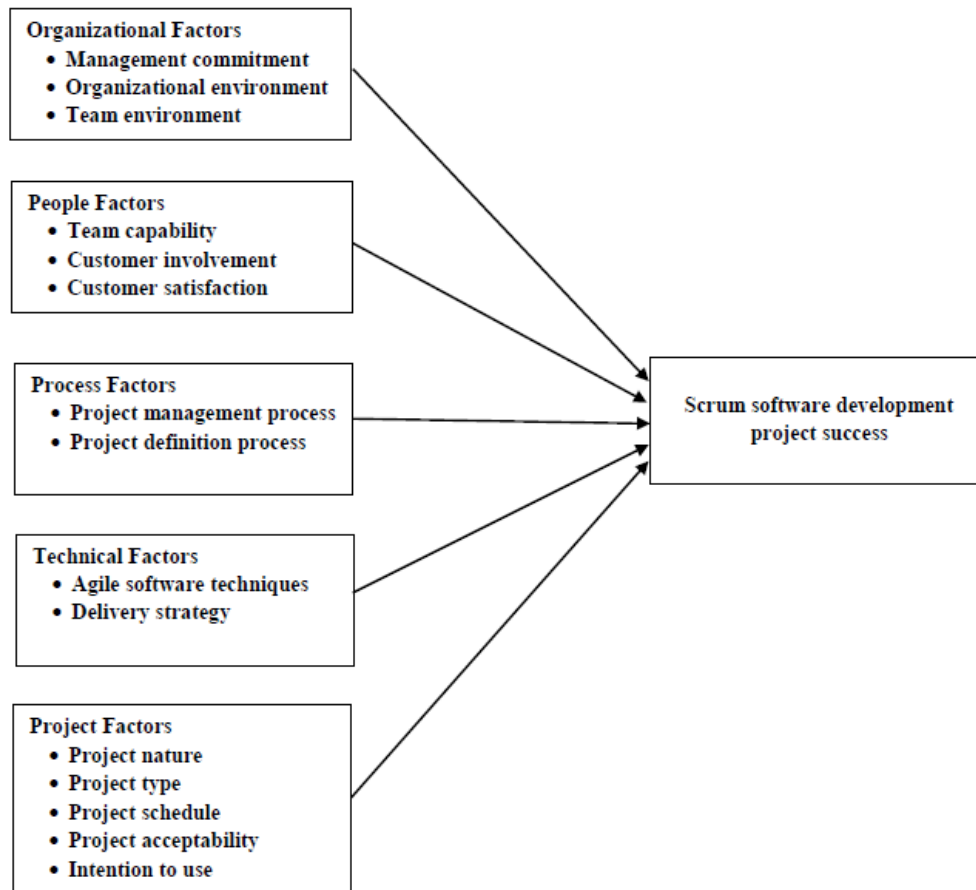 Organizational Factors
• Management commitment
• Organizational environment
• Team environment
People Factors
• Team capability
• Customer involvement
• Customer satisfaction
Process Factors
• Project management process
• Project definition process
Technical Factors
• Agile software techniques
• Delivery strategy
Project Factors
• Project nature
• Project type
• Project schedule
• Project acceptability
• Intention to use
Scrum software development
project success